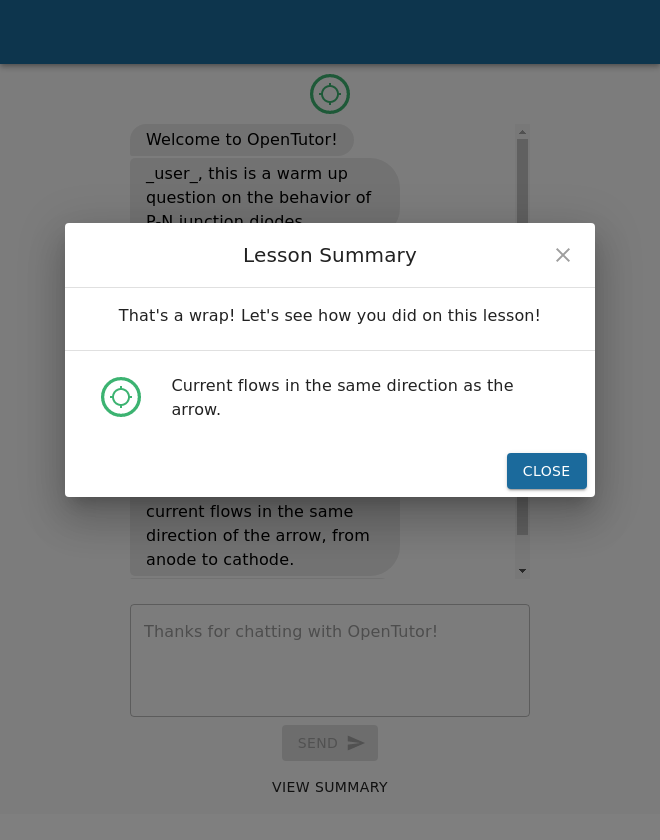 Welcome to OpenTutor!
_user_, this is a warm up
question on the behavior of
P-N junction diodes.
Lesson Summary
That's a wrap! Let's see how you did on this lesson!
Current flows in the same direction as the
arrow.
CLOSE
current flows in the same
direction of the arrow, from
anode to cathode.
Thanks for chatting with OpenTutor!
SEND
VIEW SUMMARY